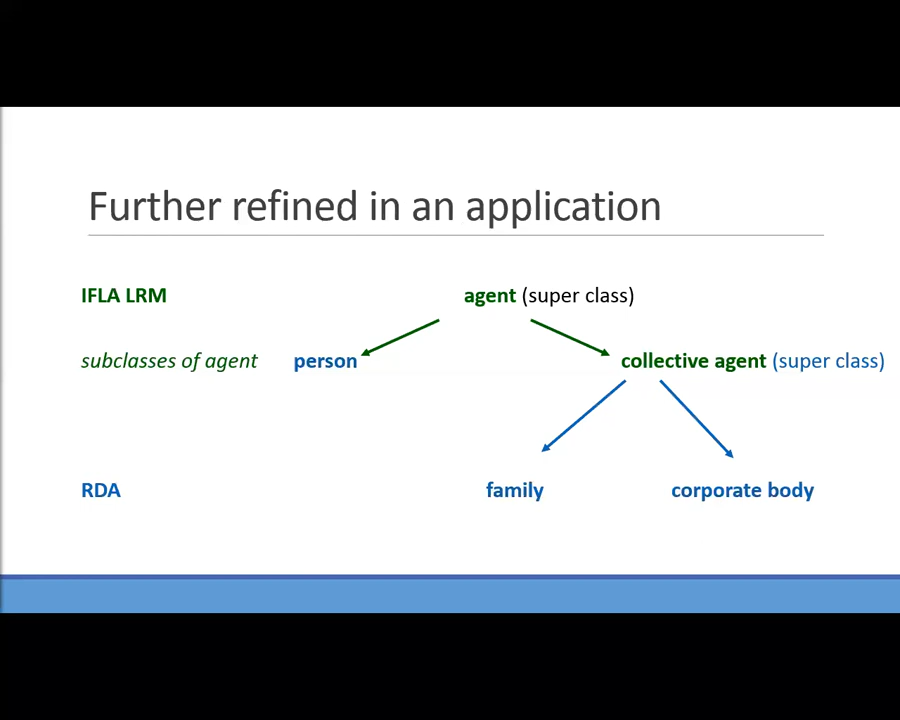 Further refined in an application
IFLA LRM agent (super class)
subclasses of agent person collective agent (super class)
RDA family corporate body